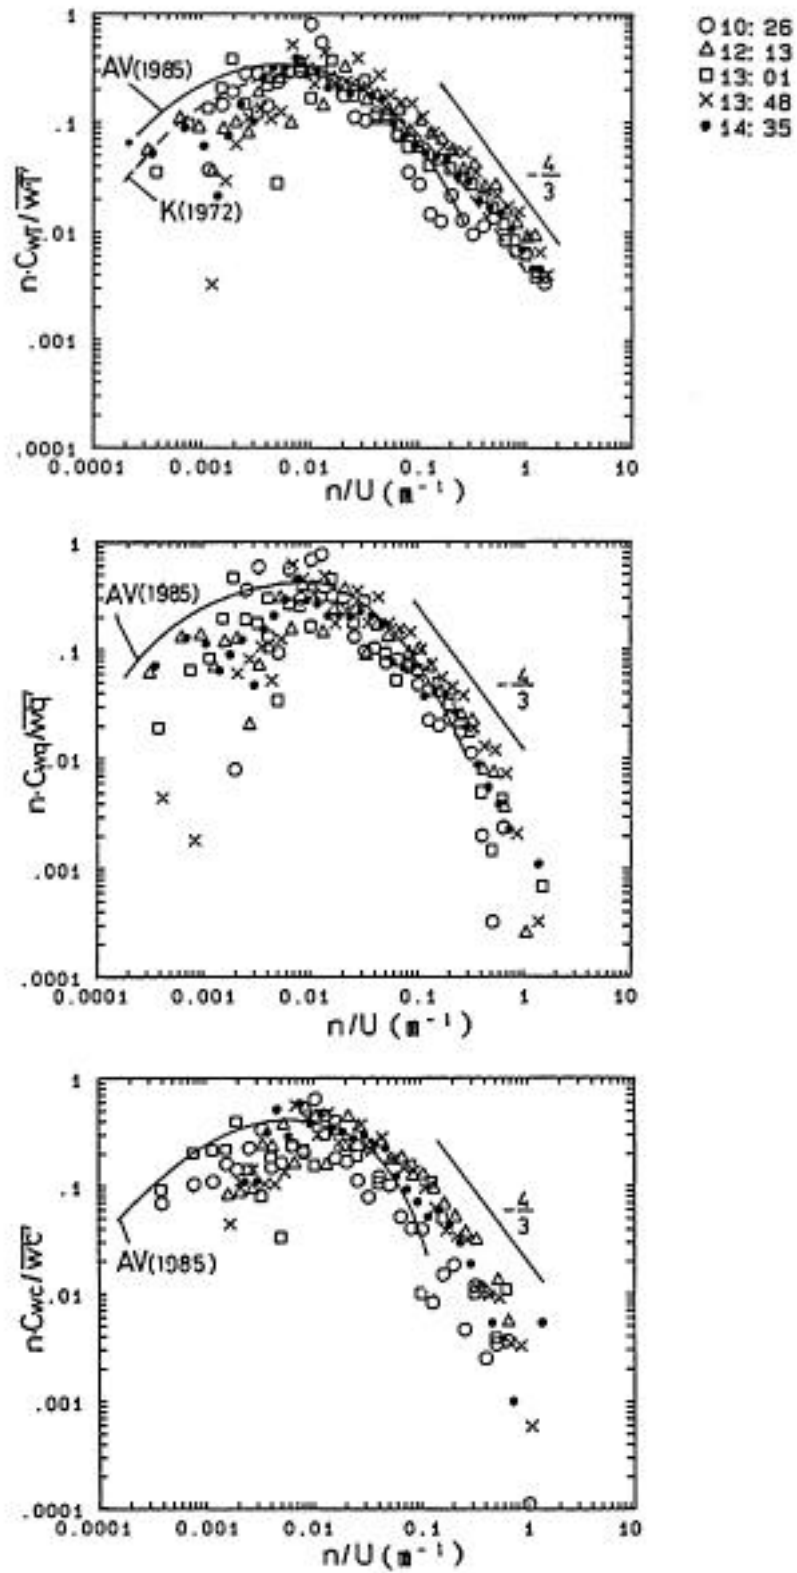 ○ 10: 26
△ 12: 13
□ 13: 01
× 13: 48
• 14: 35
1
.1
.01
.001
.0001
n·CwT/wT
AV(1985)
K(1972)
-4/3
0.0001 0.001 0.01 0.1 1 10
n/U (m⁻¹)
1
.1
.01
.001
.0001
n·Cwq/wq
AV(1985)
-4/3
0.0001 0.001 0.01 0.1 1 10
n/U (m⁻¹)
1
.1
.01
.001
.0001
n·Cwc/wc
AV(1985)
-4/3
0.0001 0.001 0.01 0.1 1 10
n/U (m⁻¹)